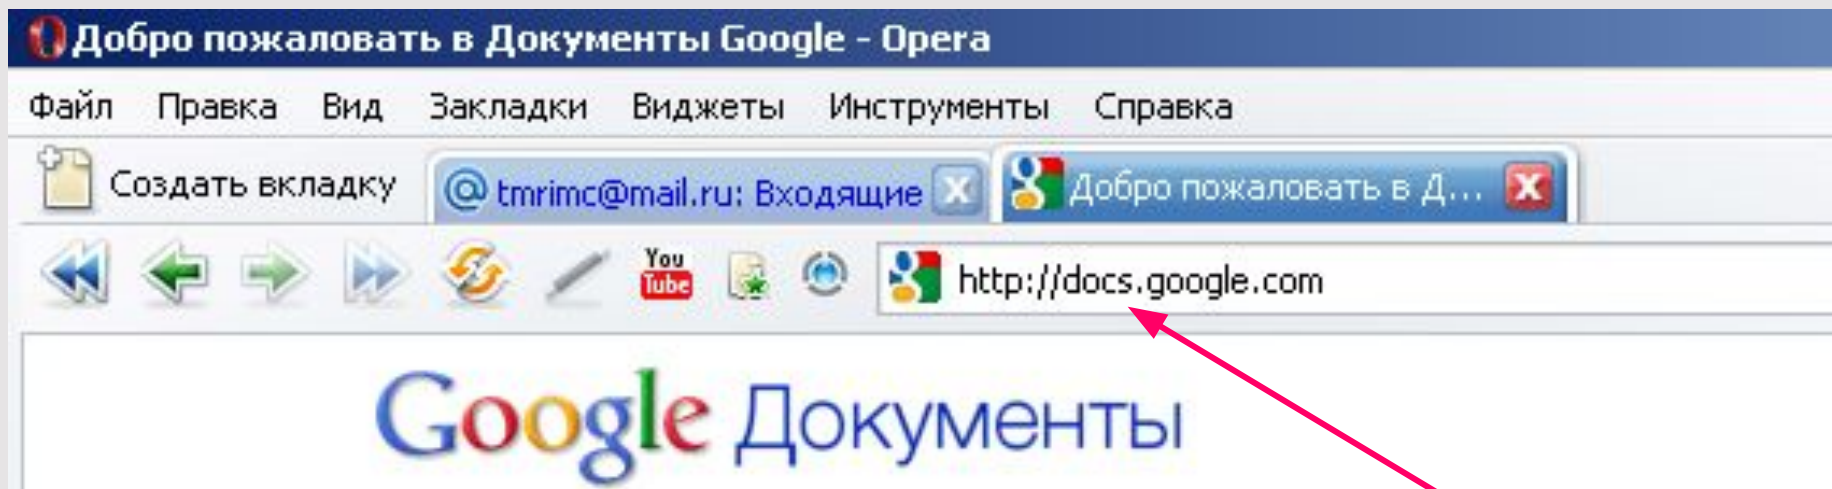 Добро пожаловать в Документы Google - Opera
Файл Правка Вид Закладки Виджеты Инструменты Справка
Создать вкладку @ tmrimc@mail.ru: Входящие Добро пожаловать в Д...
You Tube http://docs.google.com
Google Документы